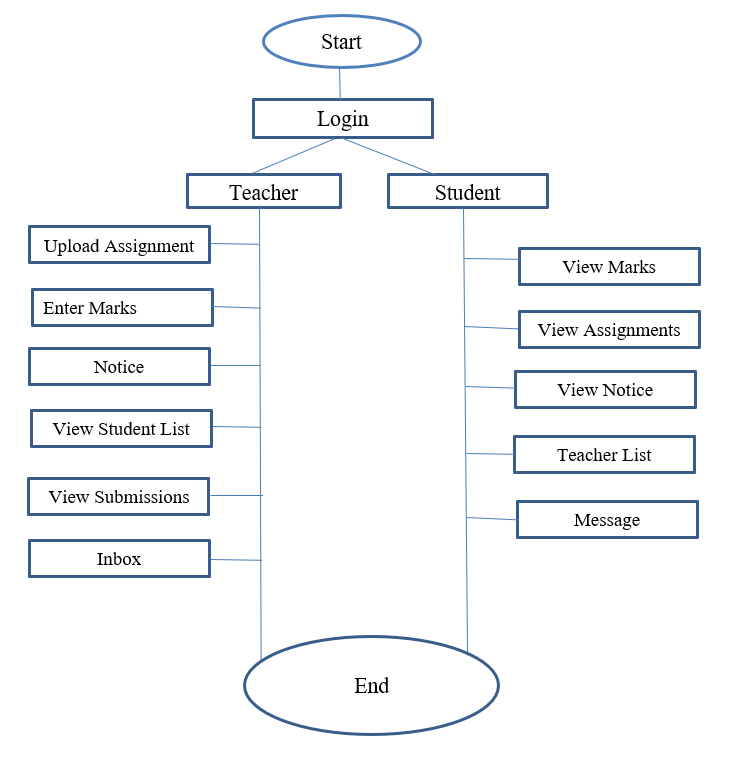 Start
Login
Teacher
Student
Upload Assignment
Enter Marks
Notice
View Student List
View Submissions
Inbox
View Marks
View Assignments
View Notice
Teacher List
Message
End